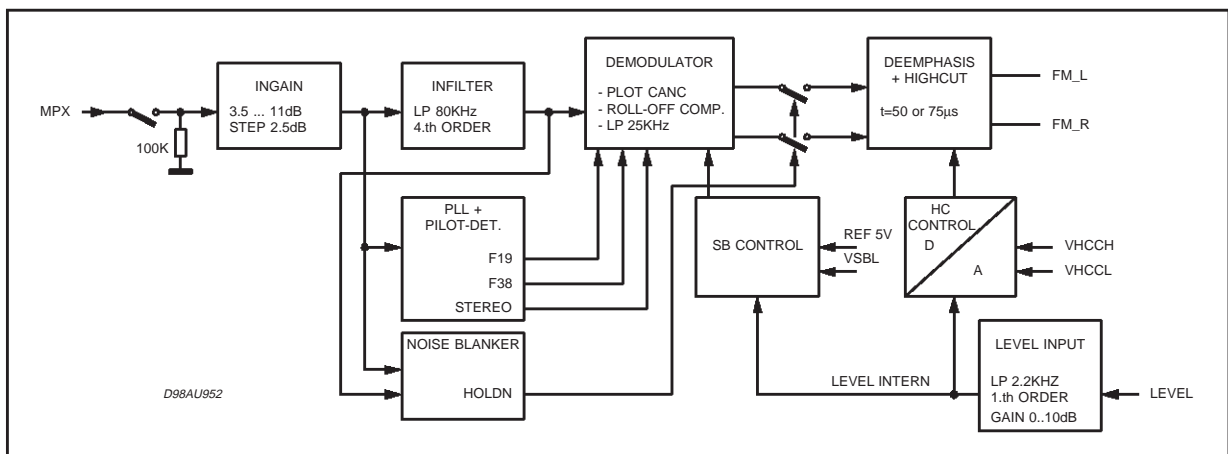 MPX
100K
INGAIN
3.5 ... 11dB
STEP 2.5dB
INFILTER
LP 80KHz
4.th ORDER
DEMODULATOR
- PLOT CANC
- ROLL-OFF COMP.
- LP 25KHz
DEEMPHASIS
+ HIGHCUT
t=50 or 75µs
FM_L
FM_R
PLL +
PILOT-DET.
F19
F38
STEREO
SB CONTROL
REF 5V
VSBL
HC
CONTROL
D
A
VHCCH
VHCCL
NOISE BLANKER
HOLDN
LEVEL INTERN
LEVEL INPUT
LP 2.2KHZ
1.th ORDER
GAIN 0..10dB
LEVEL
D98AU952